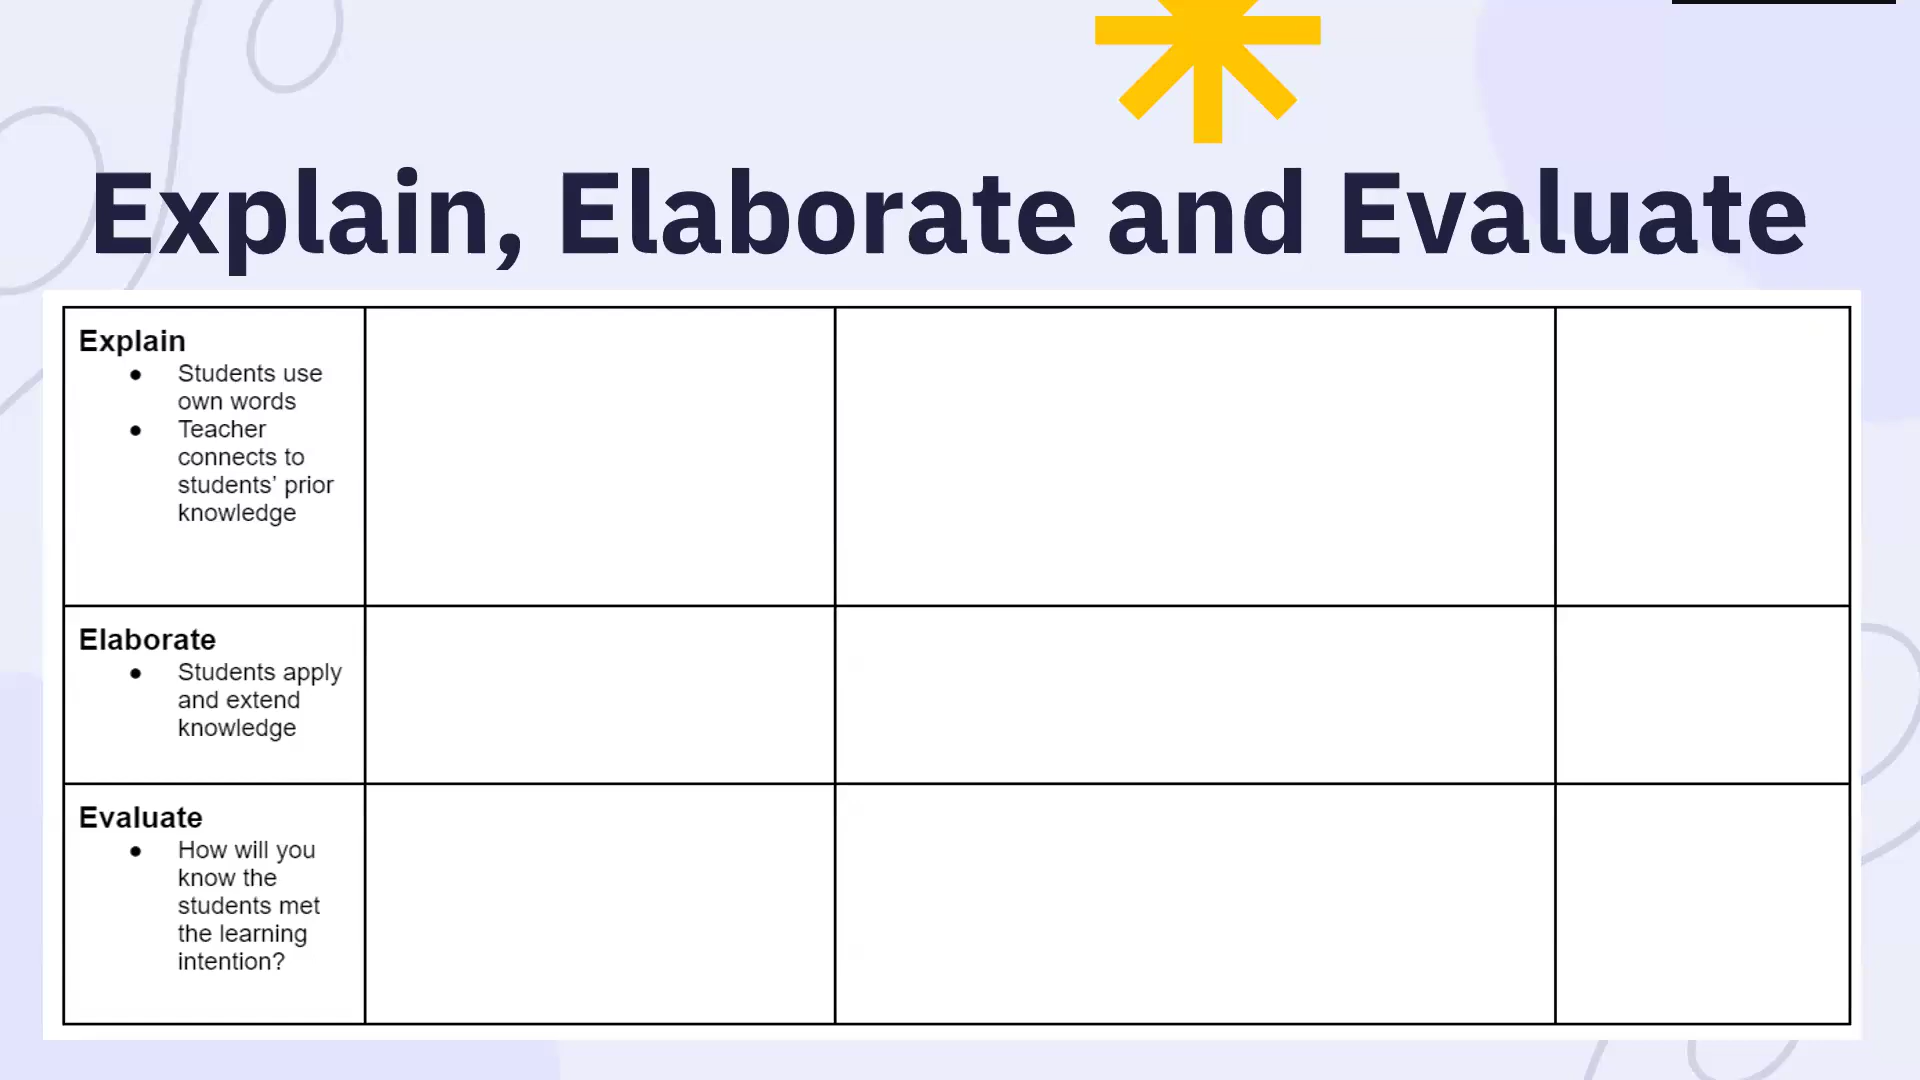 Explain, Elaborate and Evaluate
Explain
● Students use
own words
● Teacher
connects to
students’ prior
knowledge
Elaborate
● Students apply
and extend
knowledge
Evaluate
● How will you
know the
students met
the learning
intention?